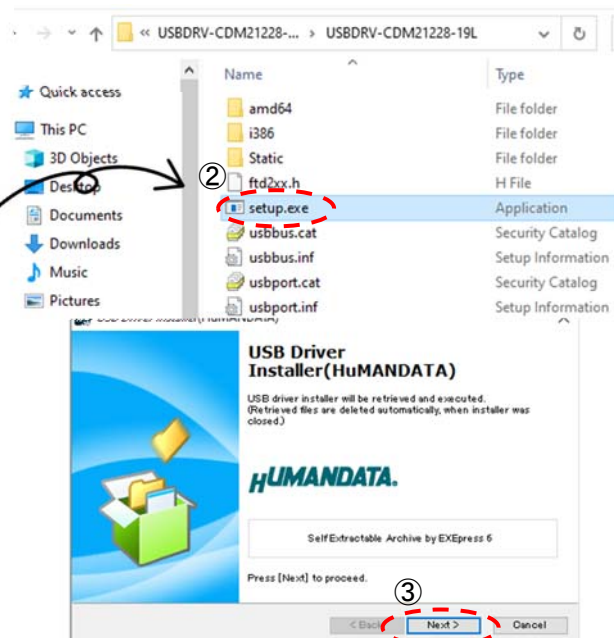 « USBDRV-CDM21228-... › USBDRV-CDM21228-19L
Name Type
Quick access
This PC
3D Objects
Desktop
Documents
Downloads
Music
Pictures
amd64 File folder
i386 File folder
Static File folder
② ftd2xx.h H File
setup.exe Application
usbbus.cat Security Catalog
usbbus.inf Setup Information
usbport.cat Security Catalog
usbport.inf Setup Information
USB Driver Installer(HuMANDATA)
USB Driver
Installer(HuMANDATA)
USB driver installer will be retrieved and executed.
(Retrieved files are deleted automatically, when installer was
closed.)
HUMANDATA.
SelfExtractable Archive by EXEpress 6
Press [Next] to proceed.
③
< Back Next > Cancel